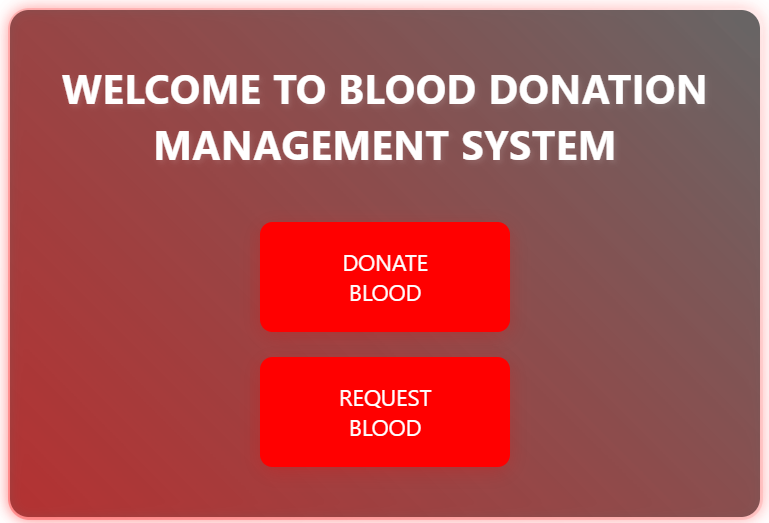 WELCOME TO BLOOD DONATION
MANAGEMENT SYSTEM
DONATE
BLOOD
REQUEST
BLOOD